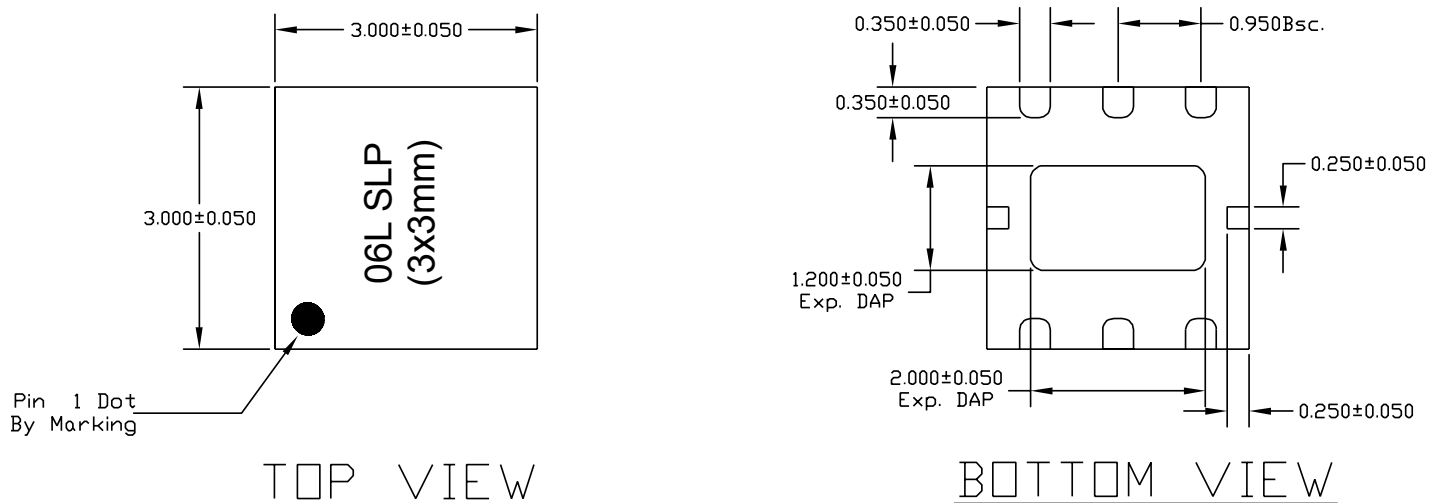 3.000±0.050
3.000±0.050
06L SLP
(3x3mm)
Pin 1 Dot
By Marking
TOP VIEW
0.350±0.050
0.950Bsc.
0.350±0.050
0.250±0.050
1.200±0.050
Exp. DAP
2.000±0.050
Exp. DAP
0.250±0.050
BOTTOM VIEW